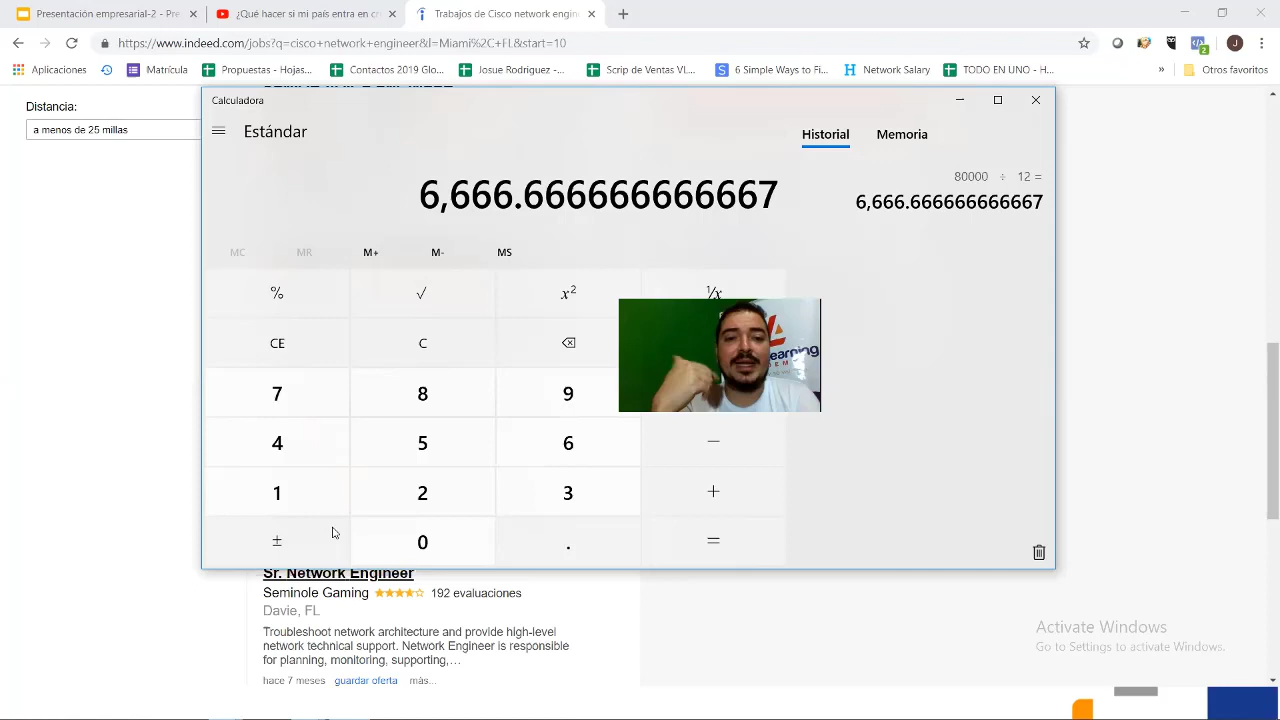 Presentación empresarial-2 - Pre
¿Qué hacer si mi país entra en cr
Trabajos de Cisco network engin
https://www.indeed.com/jobs?q=cisco+network+engineer&l=Miami%2C+FL&start=10
J
2
Aplicaciones
Matrícula
Propuestas - Hojas...
Contactos 2019 Glo...
Josue Rodriguez -...
Scrip de Ventas VL...
S 6 Simple Ways to Fi...
H Network Salary
TODO EN UNO - H...
»
Otros favoritos
Distancia:
a menos de 25 millas
Calculadora
Estándar
Historial
Memoria
80000 ÷ 12 =
6,666.666666666667
6,666.666666666667
MC MR M+ M- MS
% √ x² ¹/x
CE C
7 8 9
4 5 6 −
1 2 3 +
± 0 . =
earning
Sr. Network Engineer
Seminole Gaming ★★★★☆ 192 evaluaciones
Davie, FL
Troubleshoot network architecture and provide high-level
network technical support. Network Engineer is responsible
for planning, monitoring, supporting,…
hace 7 meses guardar oferta más...
Activate Windows
Go to Settings to activate Windows.